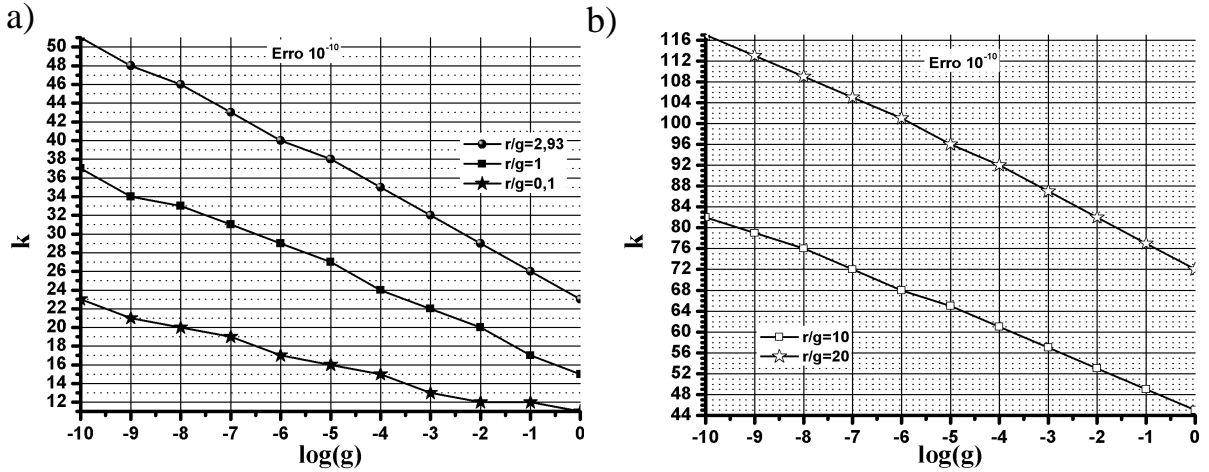 a)
Erro 10⁻¹⁰
50
48
46
44
42
40
38
36
34
32
30
28
26
24
22
20
18
16
14
12
k
r/g=2,93
r/g=1
r/g=0,1
-10 -9 -8 -7 -6 -5 -4 -3 -2 -1 0
log(g)
b)
Erro 10⁻¹⁰
116
112
108
104
100
96
92
88
84
80
76
72
68
64
60
56
52
48
44
k
r/g=10
r/g=20
-10 -9 -8 -7 -6 -5 -4 -3 -2 -1 0
log(g)